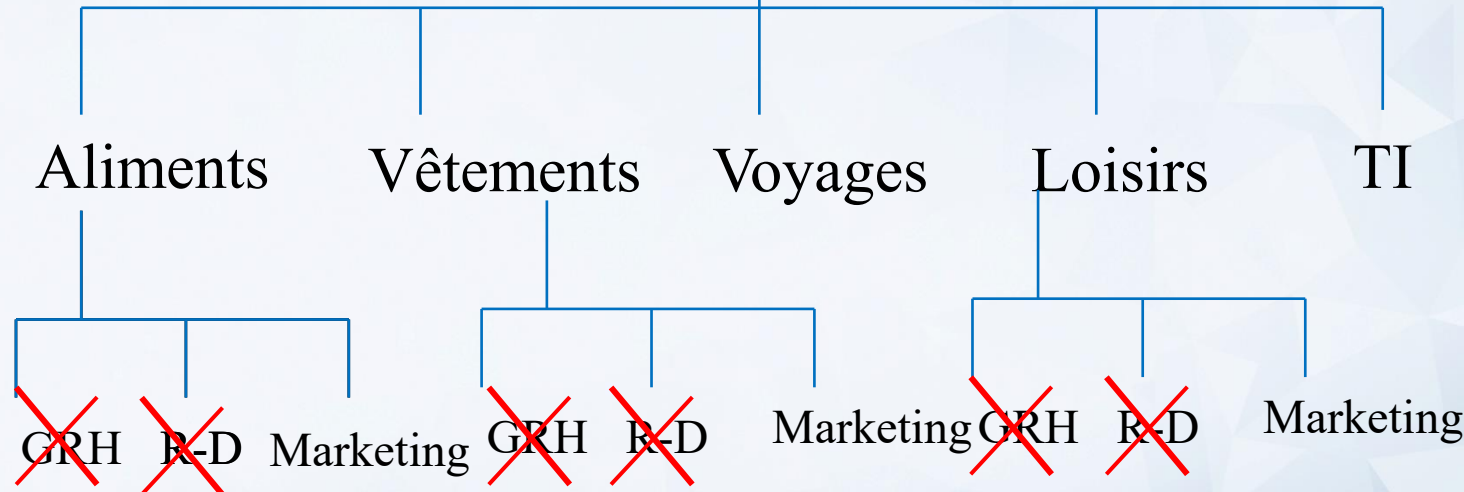 Aliments Vêtements Voyages Loisirs TI
GRH R-D Marketing GRH R-D Marketing GRH R-D Marketing